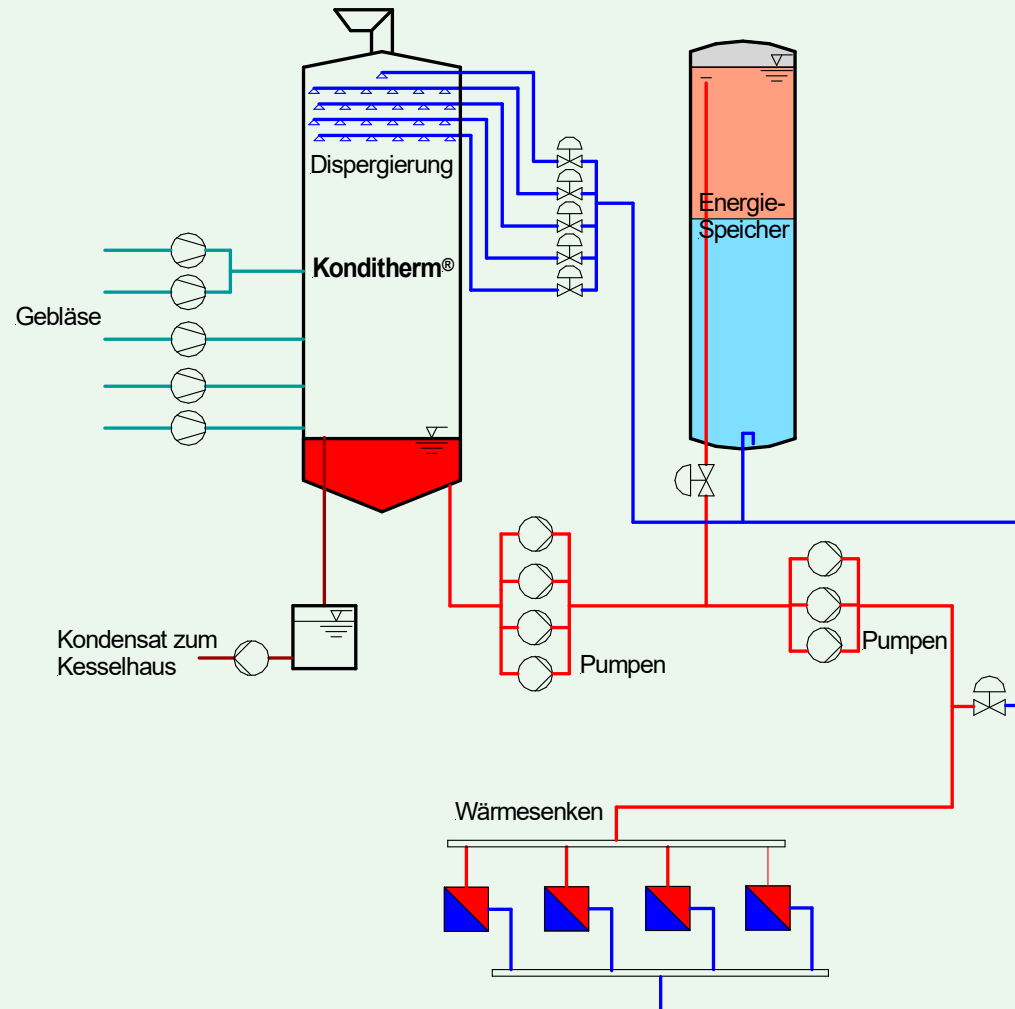 Dispergierung
Energie-
Speicher
Konditherm®
Gebläse
Kondensat zum
Kesselhaus
Pumpen
Pumpen
Wärmesenken